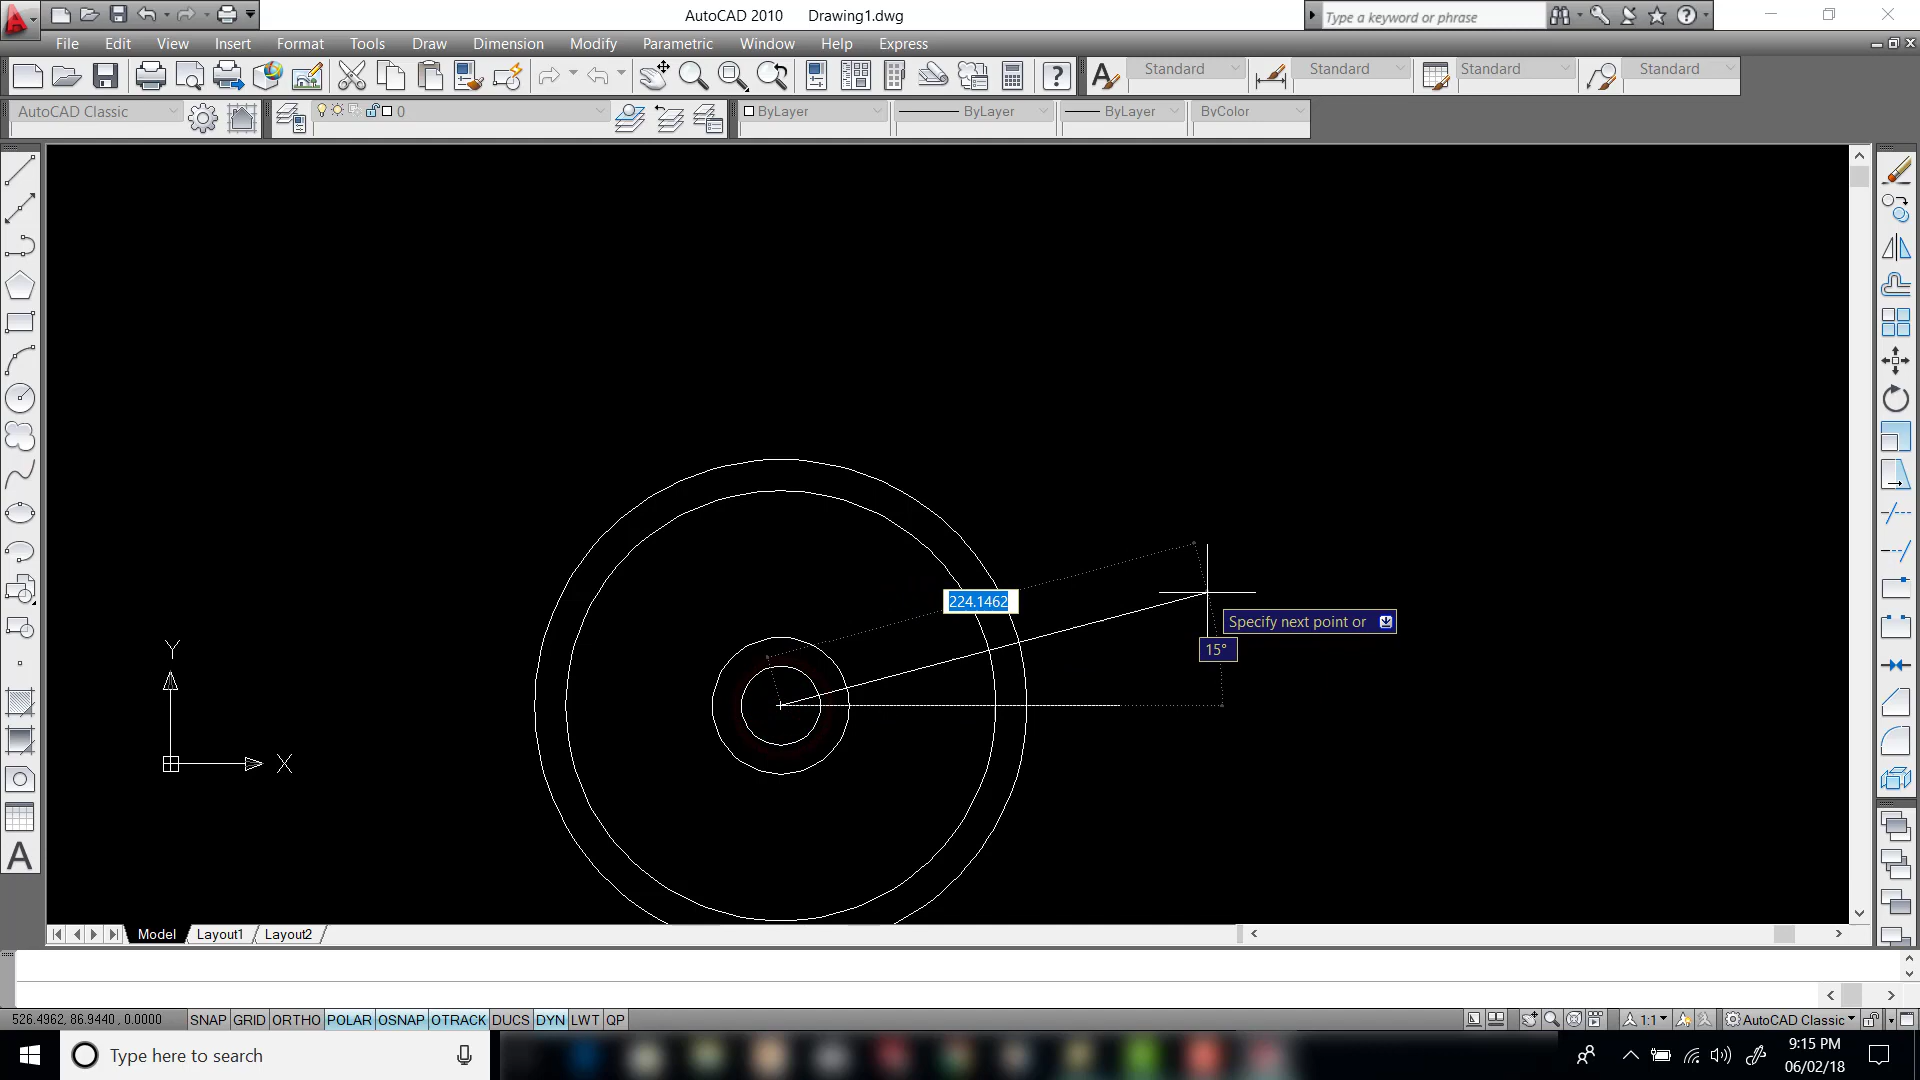 AutoCAD 2010 Drawing1.dwg
Type a keyword or phrase
File Edit View Insert Format Tools Draw Dimension Modify Parametric Window Help Express
Standard Standard Standard Standard
AutoCAD Classic 0 ByLayer ByLayer ByLayer ByColor
224.1462
Specify next point or
15°
Y
X
A
Model Layout1 Layout2
526.4962, 86.9440, 0.0000 SNAP GRID ORTHO POLAR OSNAP OTRACK DUCS DYN LWT QP 1:1 AutoCAD Classic
Type here to search
9:15 PM
06/02/18